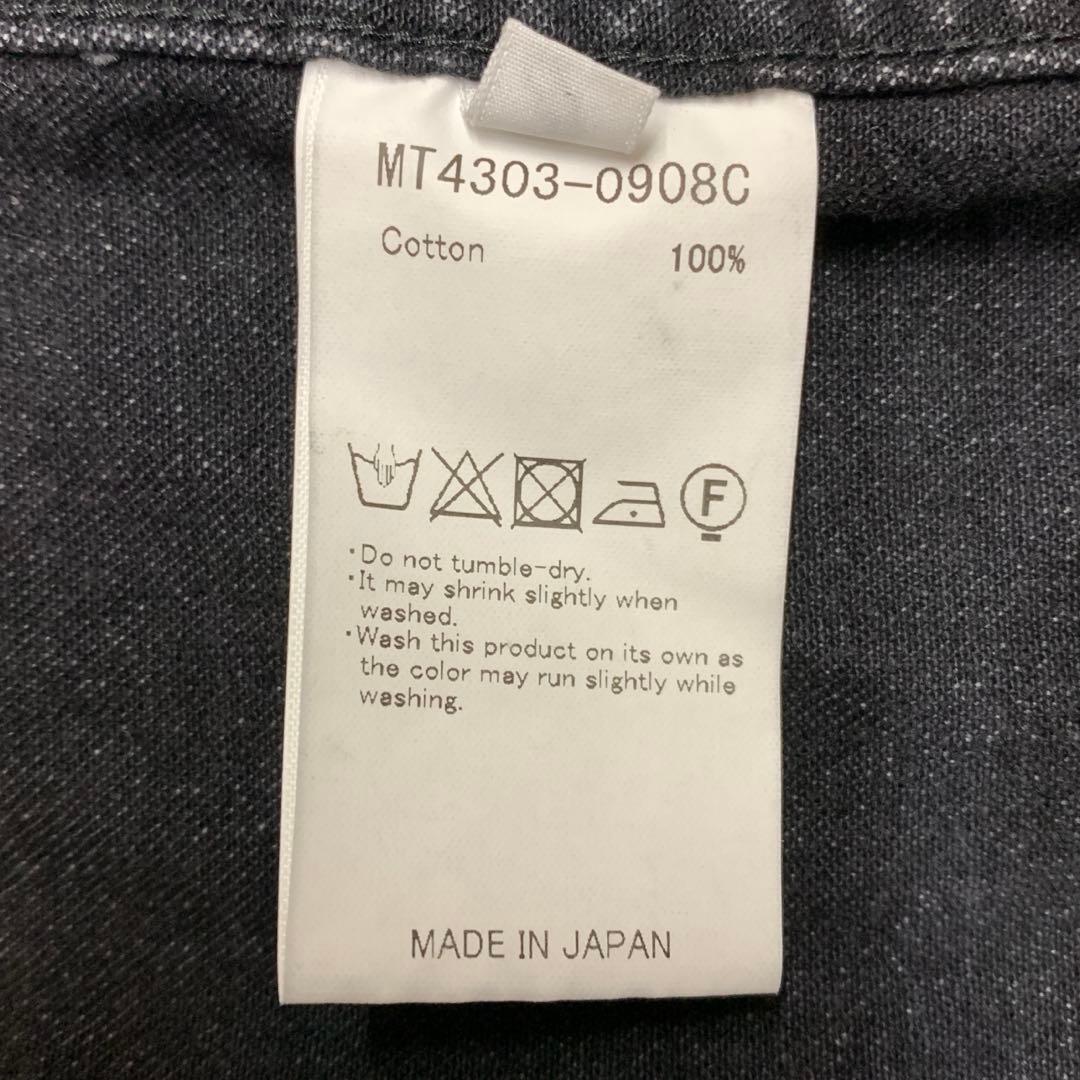 MT4303-0908C
Cotton 100%
F
・Do not tumble-dry.
・It may shrink slightly when
washed.
・Wash this product on its own as
the color may run slightly while
washing.
MADE IN JAPAN